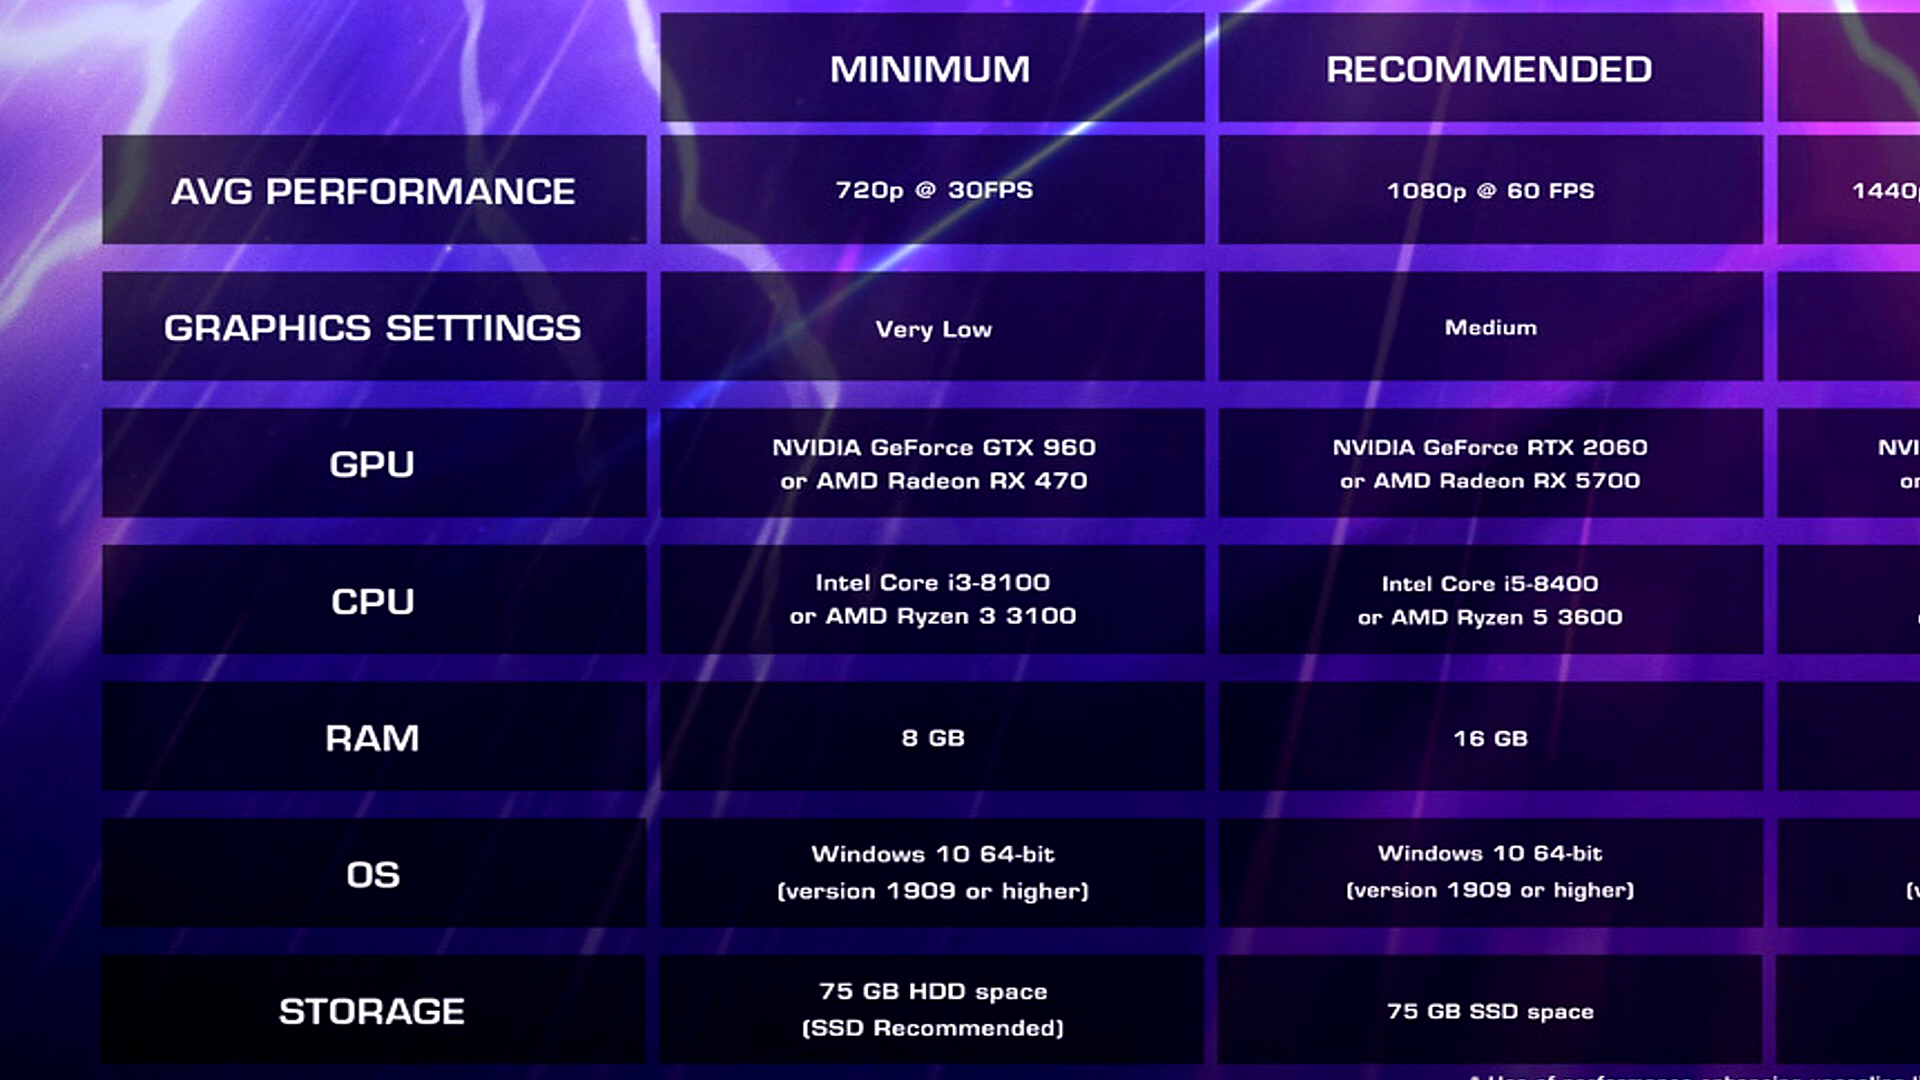 MINIMUM
RECOMMENDED
AVG PERFORMANCE
720p @ 30FPS
1080p @ 60 FPS
1440p
GRAPHICS SETTINGS
Very Low
Medium
GPU
NVIDIA GeForce GTX 960
or AMD Radeon RX 470
NVIDIA GeForce RTX 2060
or AMD Radeon RX 5700
CPU
Intel Core i3-8100
or AMD Ryzen 3 3100
Intel Core i5-8400
or AMD Ryzen 5 3600
RAM
8 GB
16 GB
OS
Windows 10 64-bit
(version 1909 or higher)
Windows 10 64-bit
(version 1909 or higher)
STORAGE
75 GB HDD space
(SSD Recommended)
75 GB SSD space